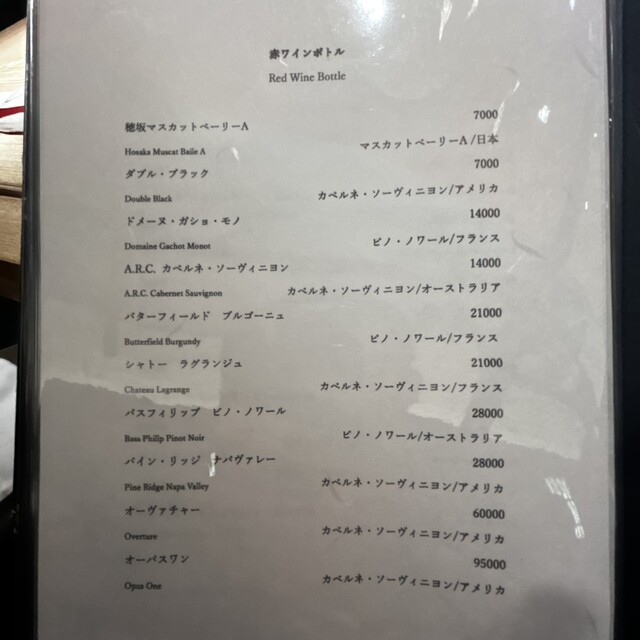 赤ワインボトル
Red Wine Bottle
穂坂マスカットベーリーA 7000
Hosaka Muscat Baile A マスカットベーリーA /日本
ダブル・ブラック 7000
Double Black カベルネ・ソーヴィニヨン/アメリカ
ドメーヌ・ガショ・モノ 14000
Domaine Gachot Monot ピノ・ノワール/フランス
A.R.C. カベルネ・ソーヴィニヨン 14000
A.R.C. Cabernet Sauvignon カベルネ・ソーヴィニヨン/オーストラリア
バターフィールド ブルゴーニュ 21000
Butterfield Burgundy ピノ・ノワール/フランス
シャトー ラグランジュ 21000
Chateau Lagrange カベルネ・ソーヴィニヨン/フランス
バスフィリップ ピノ・ノワール 28000
Bass Philip Pinot Noir ピノ・ノワール/オーストラリア
パイン・リッジ ナパヴァレー 28000
Pine Ridge Napa Valley カベルネ・ソーヴィニヨン/アメリカ
オーヴァチャー 60000
Overture カベルネ・ソーヴィニヨン/アメリカ
オーパスワン 95000
Opus One カベルネ・ソーヴィニヨン/アメリカ